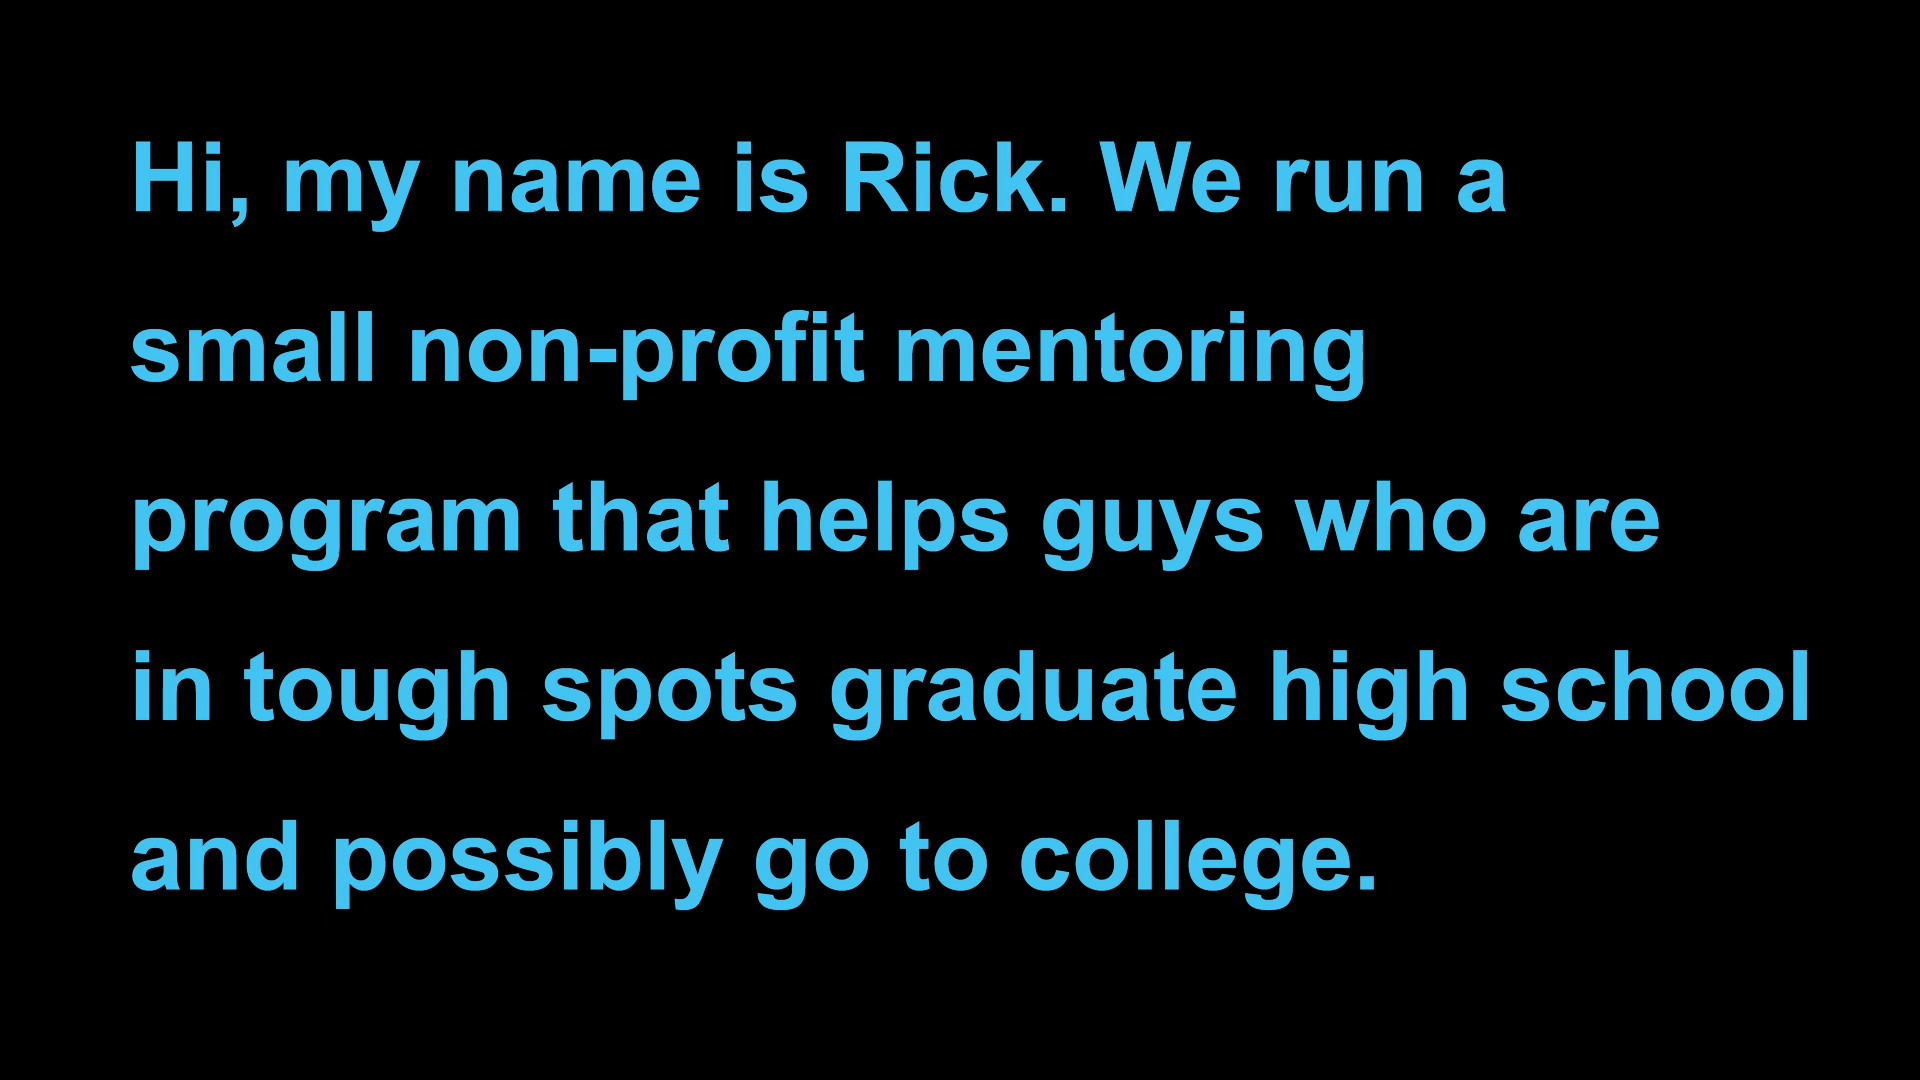 Hi, my name is Rick. We run a
small non-profit mentoring
program that helps guys who are
in tough spots graduate high school
and possibly go to college.